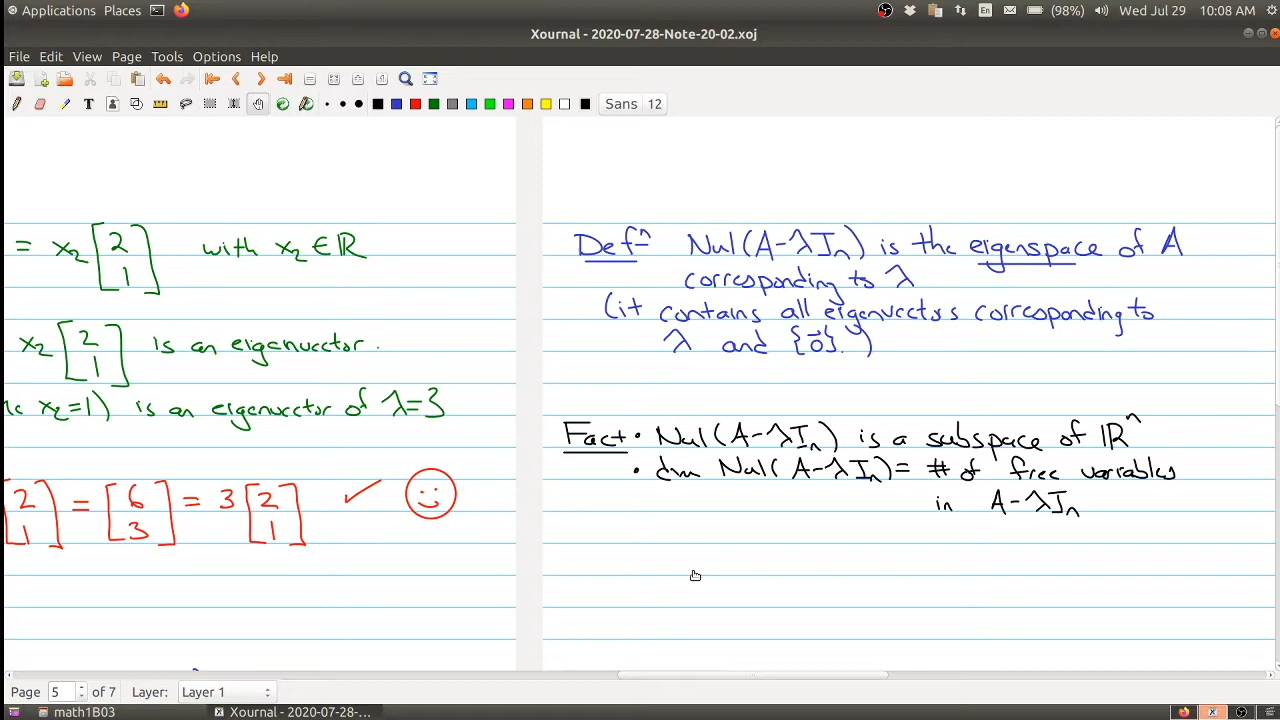 Applications Places (98%) Wed Jul 29 10:08 AM
En
Xournal - 2020-07-28-Note-20-02.xoj
File Edit View Page Tools Options Help
Sans 12
= x₂ [2 1] with x₂ ∈ ℝ
x₂ [2 1] is an eigenvector.
x₂=1) is an eigenvector of λ=3
[2 1] = [6 3] = 3 [2 1] ✓
Defⁿ Nul(A-λIₙ) is the eigenspace of A
corresponding to λ
(it contains all eigenvectors corresponding to
λ and {0⃗}.)
Fact • Nul(A-λIₙ) is a subspace of ℝⁿ
• dim Nul(A-λIₙ) = # of free variables
in A-λIₙ
Page 5 of 7 Layer: Layer 1
math1B03 Xournal - 2020-07-28-...